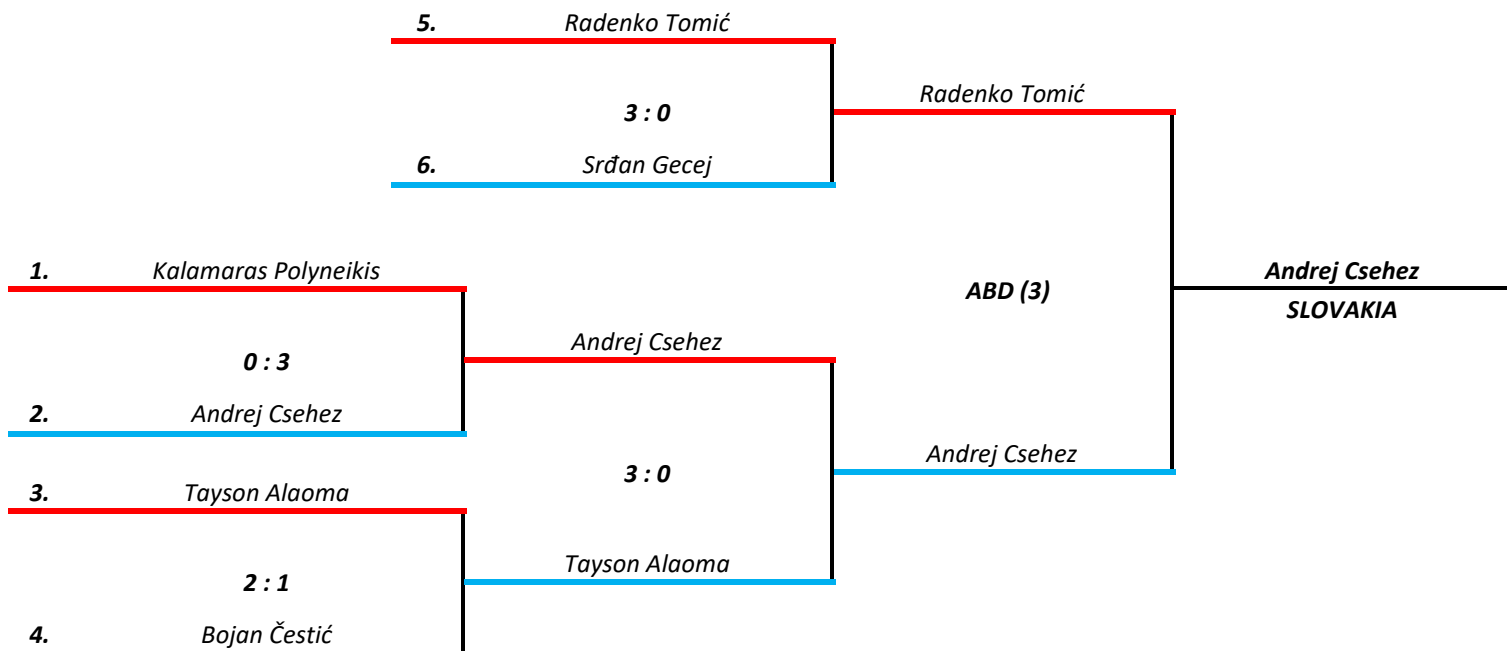 5. Radenko Tomić
Radenko Tomić
3 : 0
6. Srđan Gecej
1. Kalamaras Polyneikis
Andrej Csehez
ABD (3)
SLOVAKIA
Andrej Csehez
0 : 3
2. Andrej Csehez
Andrej Csehez
3 : 0
3. Tayson Alaoma
Tayson Alaoma
2 : 1
4. Bojan Čestić